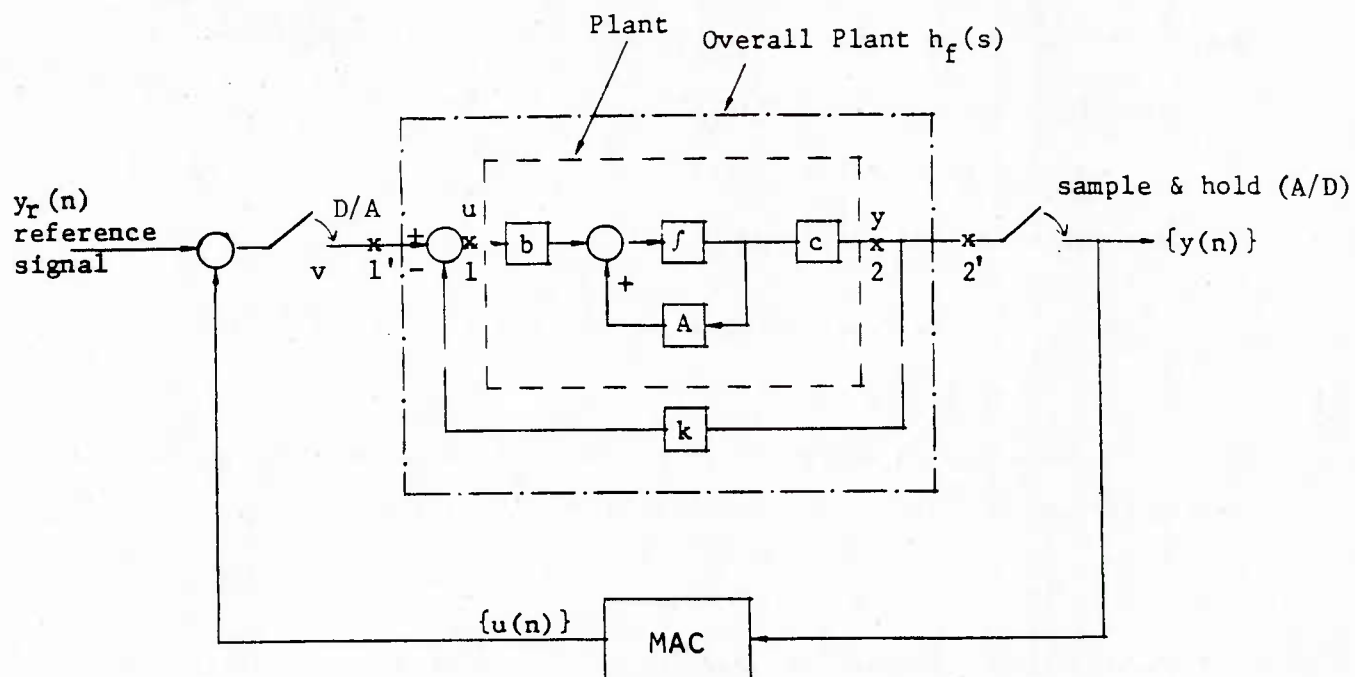 Plant
Overall Plant h_f(s)
y_r(n)
reference
signal
D/A
v
1'
+
-
u
1
b
+
∫
A
c
y
2
2'
k
sample & hold (A/D)
{y(n)}
{u(n)}
MAC